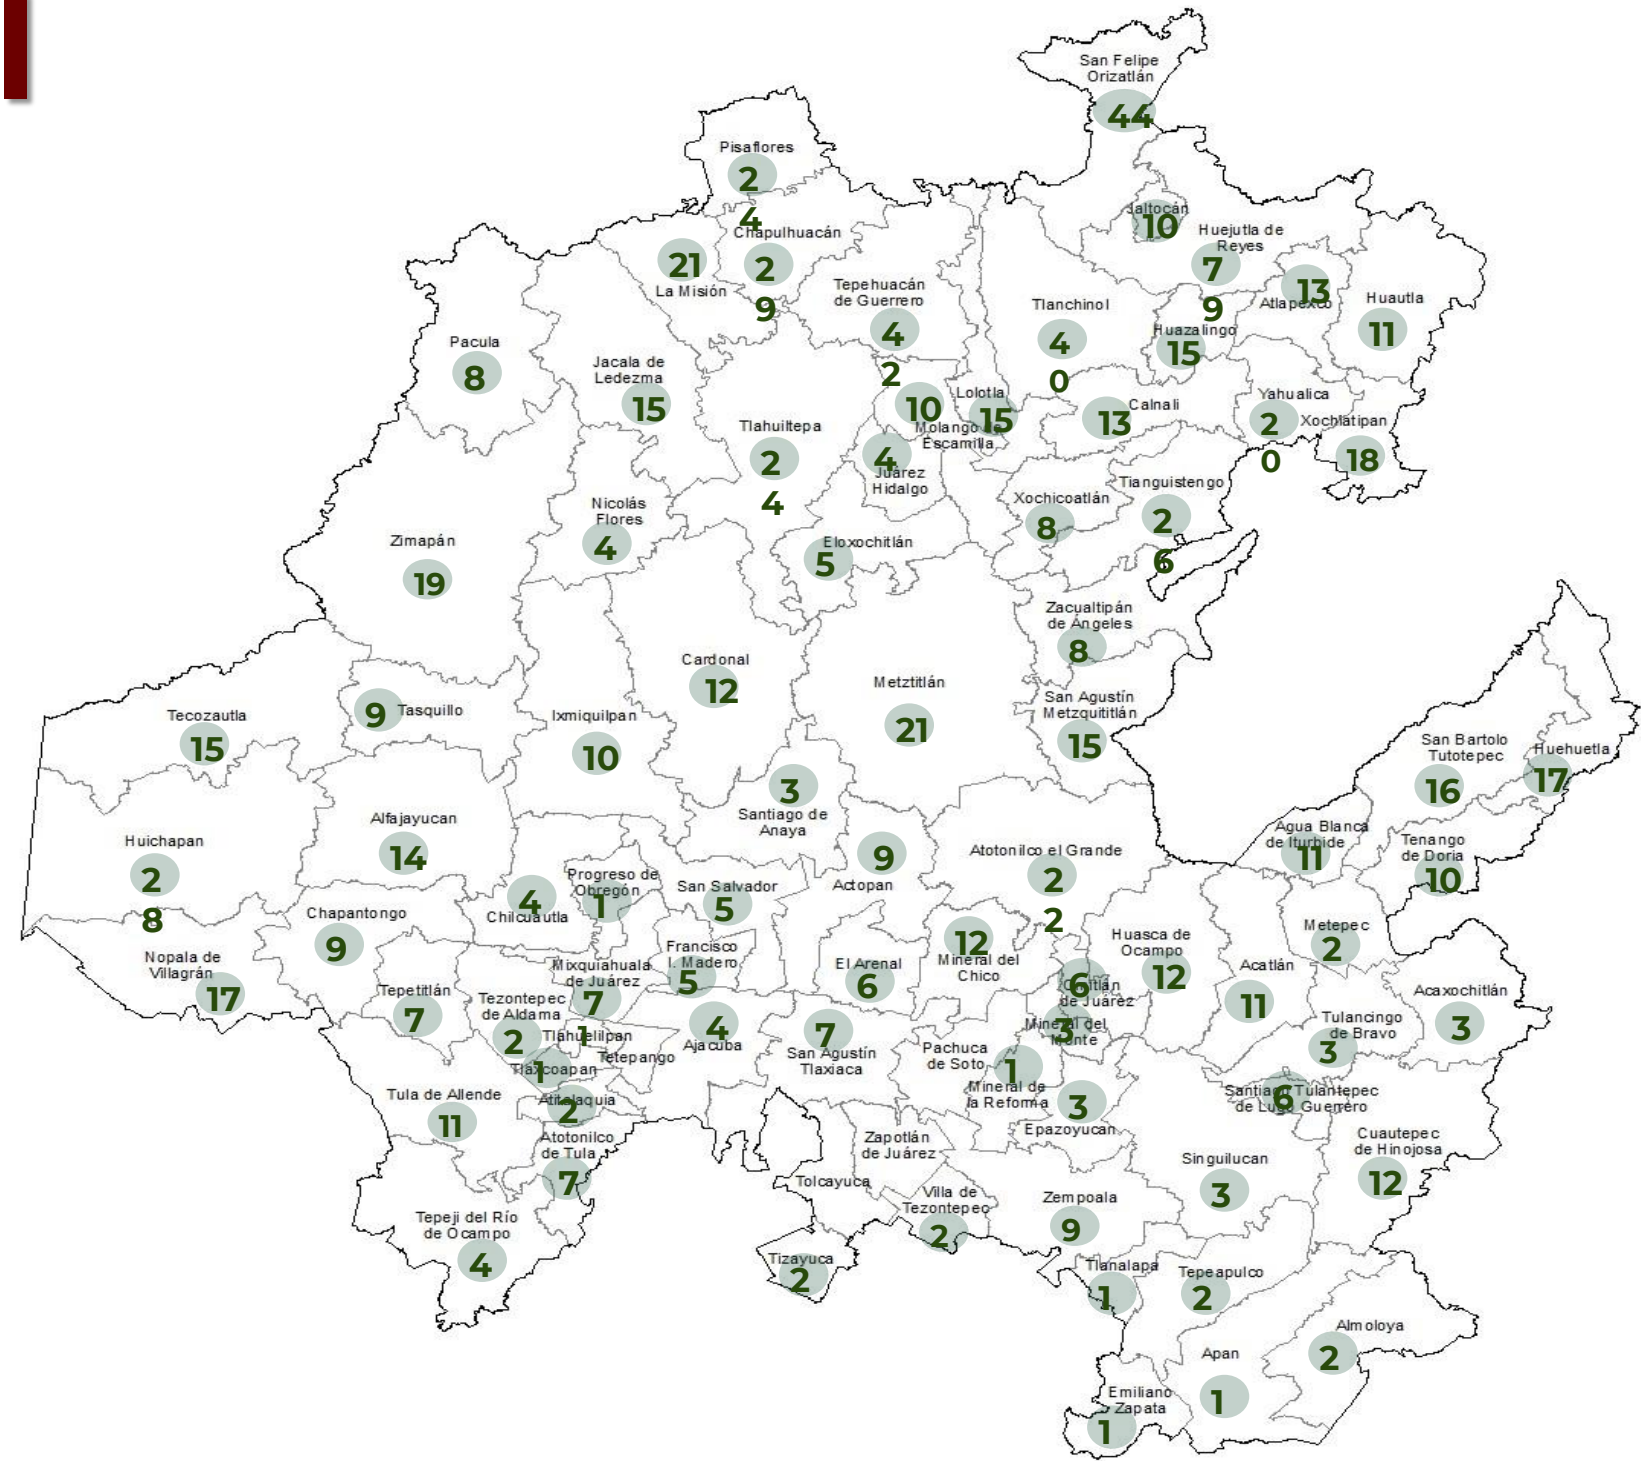 San Felipe
Orizatlán
44
Pisaflores
2
4
Jaltocán
10
Chapulhuacán
2
9
Huejutla de
Reyes
7
9
21
La Misión
Tepehuacán
de Guerrero
4
2
Tlanchinol
4
0
13
Atlapexco
Huautla
11
Huazalingo
15
Pacula
8
Jacala de
Ledezma
15
10
Molango de
Escamilla
Lolotla
15
Calnali
13
Yahualica
2
0
Xochiatipan
18
Tlahuiltepa
2
4
4
Juárez
Hidalgo
Tianguistengo
2
6
Xochicoatlán
8
Nicolás
Flores
4
Zimapán
19
Eloxochitlán
5
Zacualtipán
de Ángeles
8
Cardonal
12
Metztitlán
21
San Agustín
Metzquititlán
15
Tecozautla
15
9
Tasquillo
Ixmiquilpan
10
San Bartolo
Tutotepec
16
Huehuetla
17
3
Santiago de
Anaya
Alfajayucan
14
Huichapan
2
8
Agua Blanca
de Iturbide
11
Tenango
de Doria
10
9
Actopan
Atotonilco el Grande
2
2
Progreso de
Obregón
1
San Salvador
5
4
Chilcuautla
Chapantongo
9
Metepec
2
12
Mineral del
Chico
Huasca de
Ocampo
12
Francisco
I. Madero
5
Nopala de
Villagrán
17
Mixquiahuala
de Juárez
7
1
El Arenal
6
Acatlán
11
6
Omitlán
de Juárez
Tepetitlán
7
Tezontepec
de Aldama
2
Acaxochitlán
3
4
Ajacuba
7
San Agustín
Tlaxiaca
3
Mineral del
Monte
Tulancingo
de Bravo
3
Tlahuelilpan
Tetepango
Tlaxcoapan
1
Pachuca
de Soto
1
Mineral de
la Reforma
Tula de Allende
11
Atitalaquia
2
3
Epazoyucan
Santiago Tulantepec
de Lugo Guerrero
6
Atotonilco
de Tula
7
Zapotlán
de Juárez
Cuautepec
de Hinojosa
12
Singuilucan
3
Tolcayuca
Villa de
Tezontepec
2
Zempoala
9
Tepeji del Río
de Ocampo
4
Tizayuca
2
Tlanalapa
1
Tepeapulco
2
Almoloya
2
Apan
1
Emiliano
Zapata
1